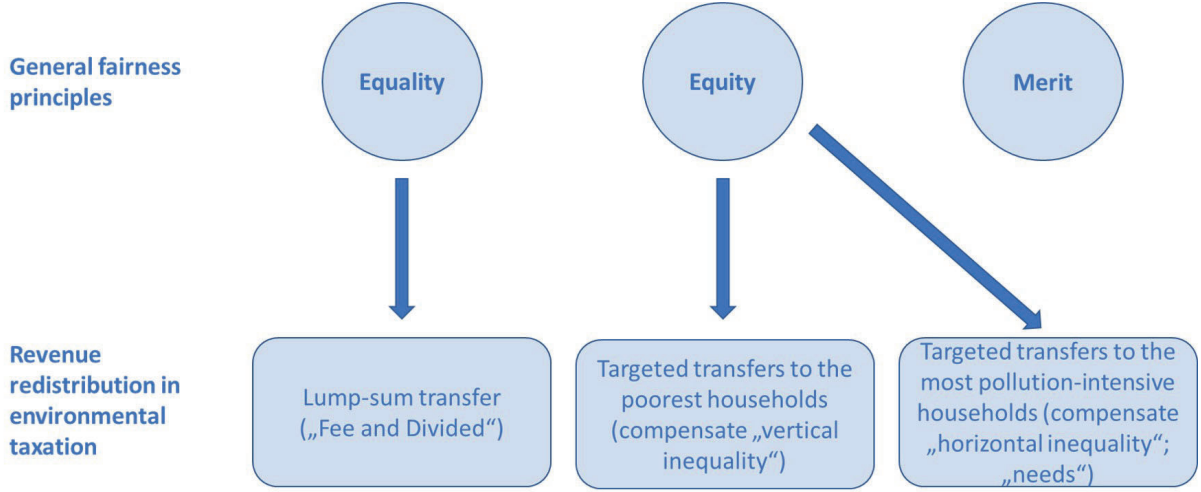 General fairness
principles
Equality
Equity
Merit
Revenue
redistribution in
environmental
taxation
Lump-sum transfer
(„Fee and Divided“)
Targeted transfers to the
poorest households
(compensate „vertical
inequality“)
Targeted transfers to the
most pollution-intensive
households (compensate
„horizontal inequality“;
„needs“)